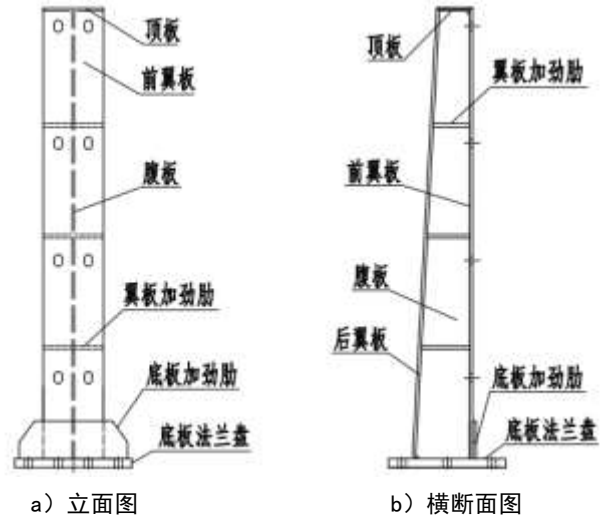 顶板
前翼板
腹板
翼板加劲肋
底板加劲肋
底板法兰盘
a）立面图
顶板
翼板加劲肋
前翼板
腹板
后翼板
底板加劲肋
底板法兰盘
b）横断面图